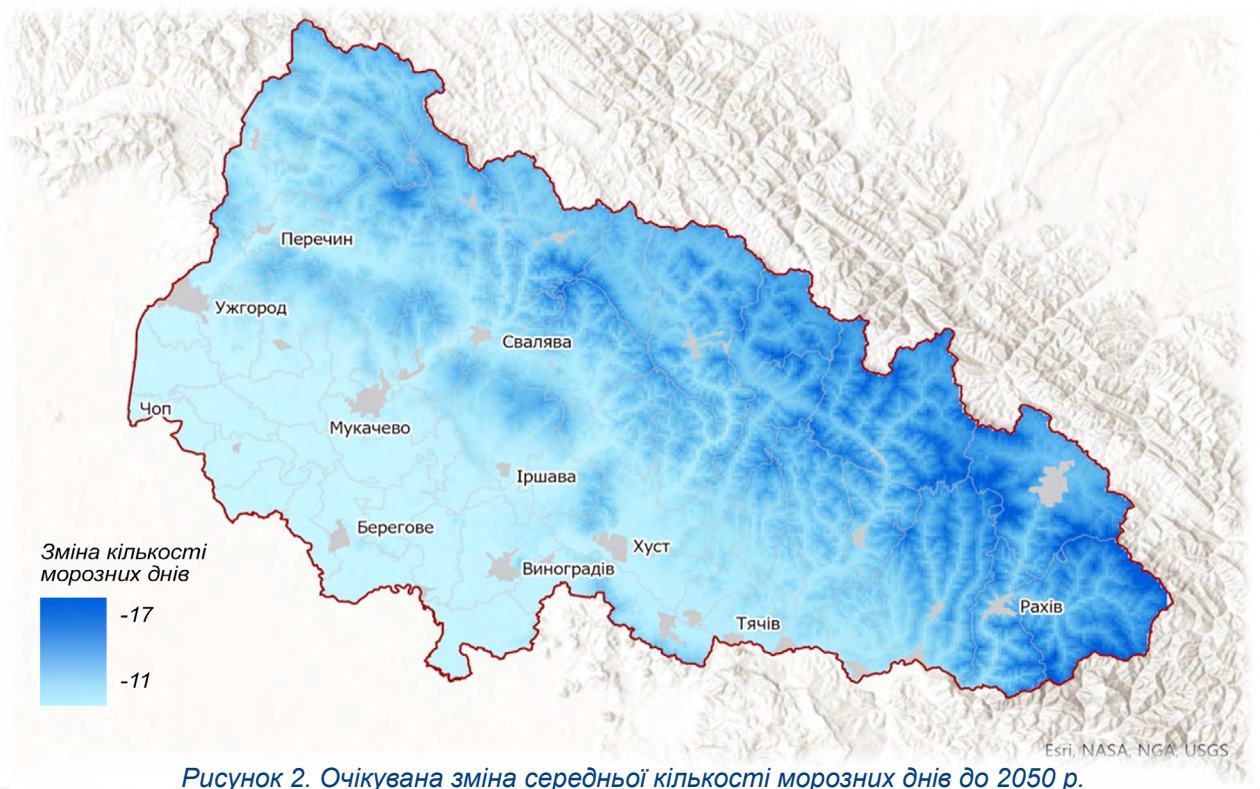 Перечин
Ужгород
Свалява
Чоп
Мукачево
Іршава
Берегове
Хуст
Виноградів
Тячів
Рахів
Зміна кількості
морозних днів
-17
-11
Esri, NASA, NGA, USGS
Рисунок 2. Очікувана зміна середньої кількості морозних днів до 2050 р.